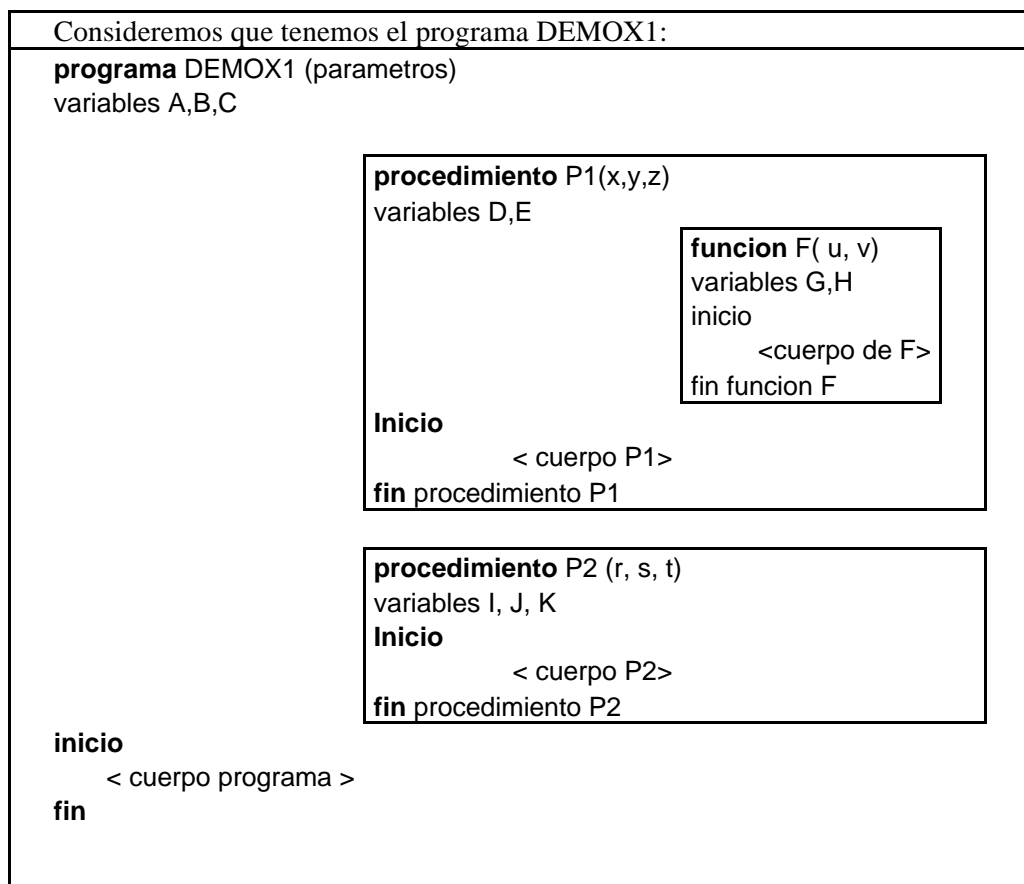 Consideremos que tenemos el programa DEMOX1:
programa DEMOX1 (parametros)
variables A,B,C
procedimiento P1(x,y,z)
variables D,E
funcion F( u, v)
variables G,H
inicio
<cuerpo de F>
fin funcion F
Inicio
< cuerpo P1>
fin procedimiento P1
procedimiento P2 (r, s, t)
variables I, J, K
Inicio
< cuerpo P2>
fin procedimiento P2
inicio
< cuerpo programa >
fin